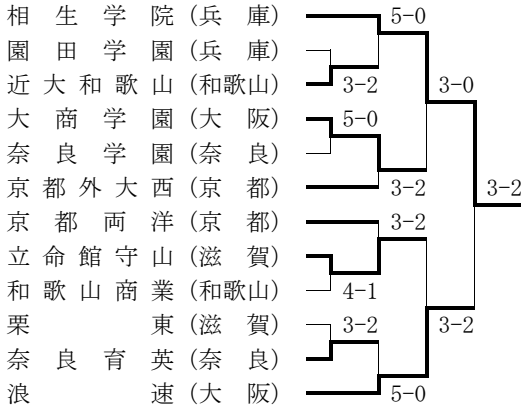 相生学院(兵庫) 5-0
園田学園(兵庫)
近大和歌山(和歌山) 3-2 3-0
大商学園(大阪) 5-0
奈良学園(奈良)
京都外大西(京都) 3-2 3-2
京都両洋(京都) 3-2
立命館守山(滋賀)
和歌山商業(和歌山) 4-1
栗東(滋賀) 3-2 3-2
奈良育英(奈良)
浪速(大阪) 5-0